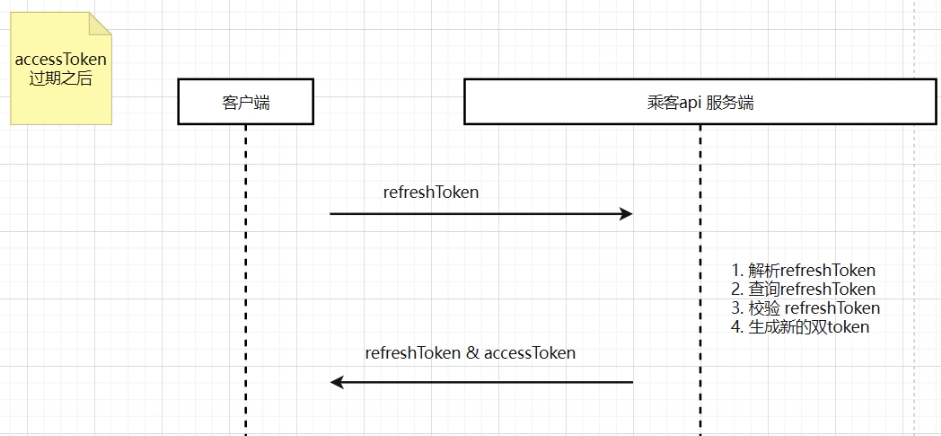 accessToken
过期之后
客户端
乘客api 服务端
refreshToken
1. 解析refreshToken
2. 查询refreshToken
3. 校验 refreshToken
4. 生成新的双token
refreshToken & accessToken